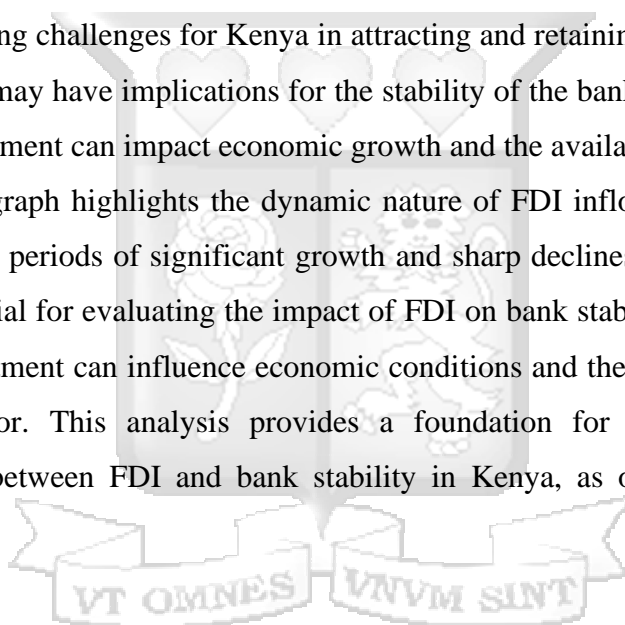 ng challenges for Kenya in attracting and retainin
may have implications for the stability of the bank
ment can impact economic growth and the availa
graph highlights the dynamic nature of FDI inflo
periods of significant growth and sharp declines
ial for evaluating the impact of FDI on bank stab
ment can influence economic conditions and the
or. This analysis provides a foundation for
between FDI and bank stability in Kenya, as o
VT OMNES VNVM SINT